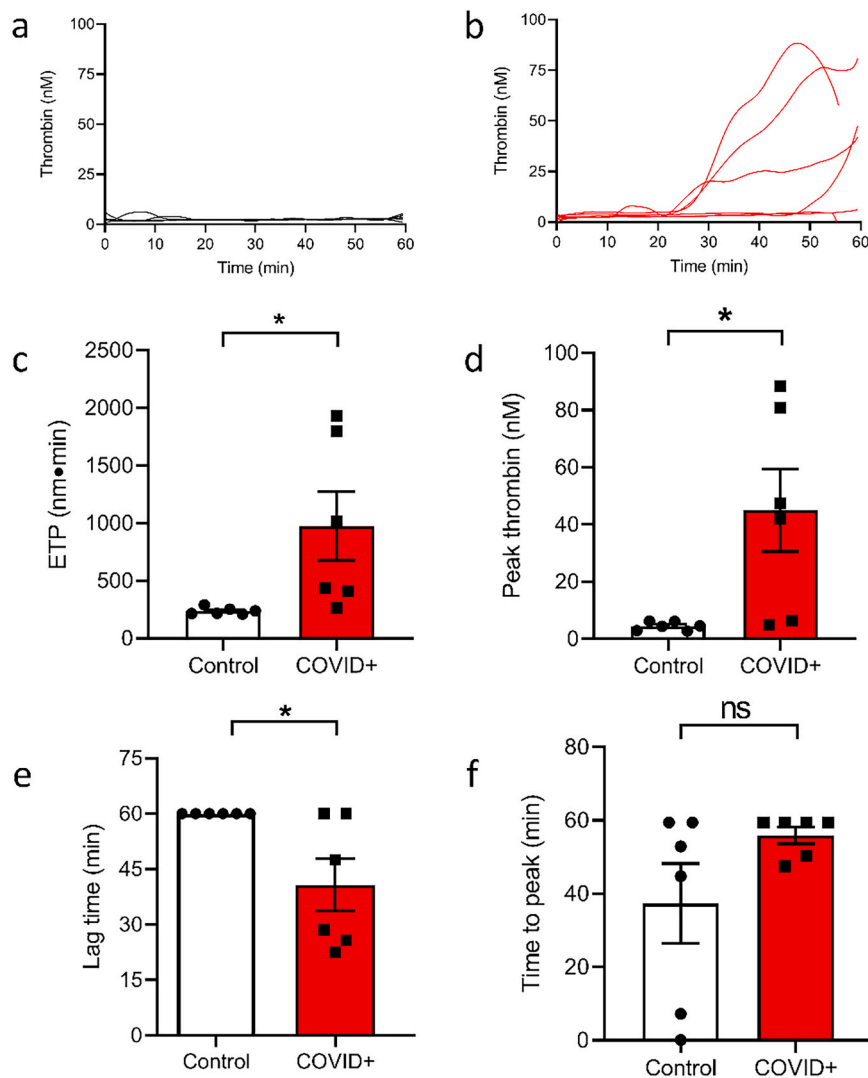 a
100
75
50
25
0
Thrombin (nM)
0 10 20 30 40 50 60
Time (min)
b
100
75
50
25
0
Thrombin (nM)
0 10 20 30 40 50 60
Time (min)
c
*
2500
2000
1500
1000
500
0
ETP (nm•min)
Control COVID+
d
*
100
80
60
40
20
0
Peak thrombin (nM)
Control COVID+
e
*
75
60
45
30
15
0
Lag time (min)
Control COVID+
f
ns
80
60
40
20
0
Time to peak (min)
Control COVID+